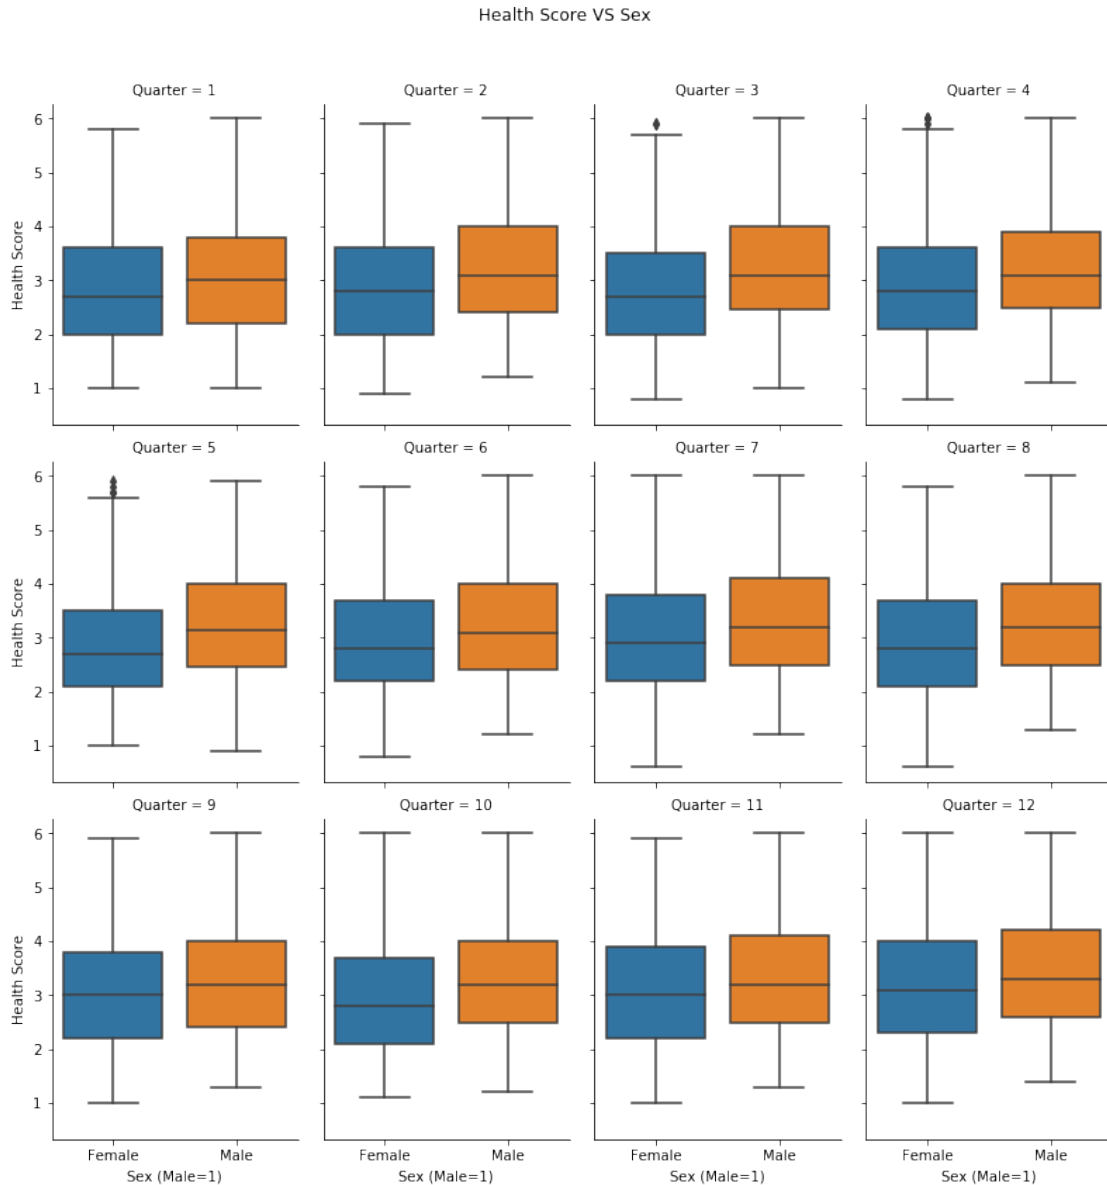 Health Score VS Sex
Quarter = 1
Quarter = 2
Quarter = 3
Quarter = 4
6
5
4
3
2
1
Health Score
Quarter = 5
Quarter = 6
Quarter = 7
Quarter = 8
6
5
4
3
2
1
Health Score
Quarter = 9
Quarter = 10
Quarter = 11
Quarter = 12
6
5
4
3
2
1
Health Score
Female Male
Sex (Male=1)
Female Male
Sex (Male=1)
Female Male
Sex (Male=1)
Female Male
Sex (Male=1)